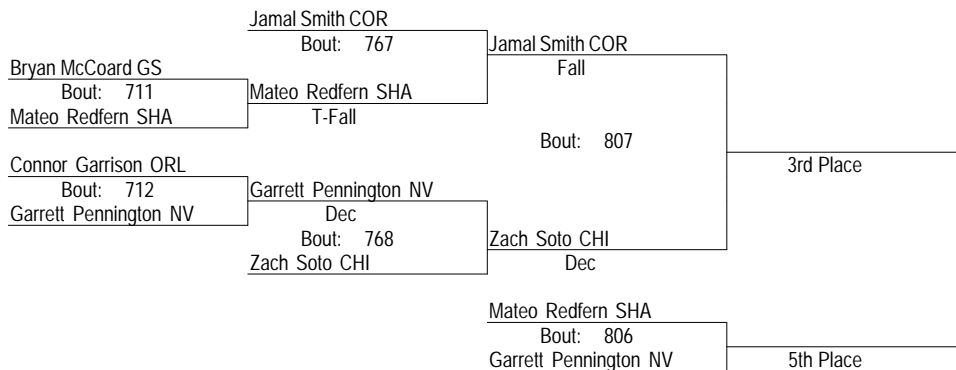 Jamal Smith COR
Bout: 767
Jamal Smith COR
Fall
Bryan McCoard GS
Bout: 711
Mateo Redfern SHA
Mateo Redfern SHA
T-Fall
Bout: 807
3rd Place
Connor Garrison ORL
Bout: 712
Garrett Pennington NV
Garrett Pennington NV
Dec
Bout: 768
Zach Soto CHI
Zach Soto CHI
Dec
Mateo Redfern SHA
Bout: 806
Garrett Pennington NV
5th Place